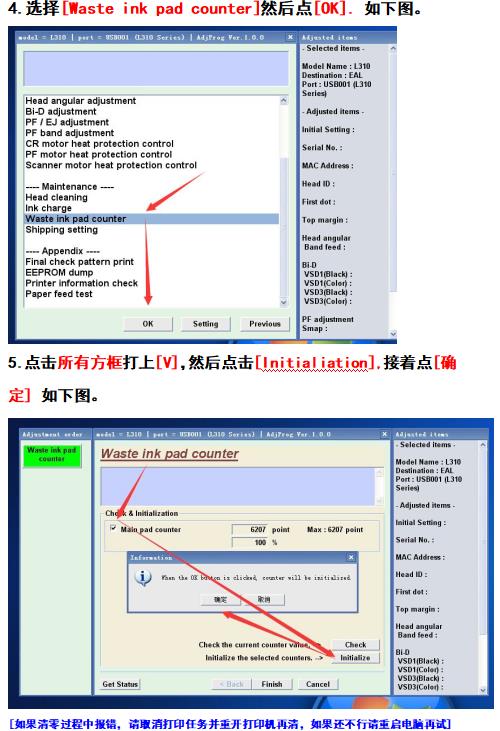 4.选择[Waste ink pad counter]然后点[OK]. 如下图。
model = L310 | port = USB001 (L310 Series) | AdjProg Ver.1.0.0
Adjusted items
- Selected items -
Model Name : L310
Destination : EAL
Port : USB001 (L310
Series)
- Adjusted items -
Initial Setting :
Serial No. :
MAC Address :
Head ID :
First dot :
Top margin :
Head angular
Band feed :
Bi-D
VSD1(Black) :
VSD1(Color) :
VSD3(Black) :
VSD3(Color) :
PF adjustment
Smap :
Head angular adjustment
Bi-D adjustment
PF / EJ adjustment
PF band adjustment
CR motor heat protection control
PF motor heat protection control
Scanner motor heat protection control
---- Maintenance ----
Head cleaning
Ink charge
Waste ink pad counter
Shipping setting
---- Appendix ----
Final check pattern print
EEPROM dump
Printer information check
Paper feed test
OK Setting Previous
5.点击所有方框打上[V],然后点击[Initialiation],接着点[确
定] 如下图。
Adjustment order
model = L310 | port = USB001 (L310 Series) | AdjProg Ver.1.0.0
Adjusted items
Waste ink pad
counter
Waste ink pad counter
Check & Initialization
Main pad counter 6207 point Max : 6207 point
100 %
Information
When the OK button is clicked, counter will be initialized.
确定 取消
Check the current counter value. --> Check
Initialize the selected counters. --> Initialize
Get Status < Back Finish Cancel
- Selected items -
Model Name : L310
Destination : EAL
Port : USB001 (L310
Series)
- Adjusted items -
Initial Setting :
Serial No. :
MAC Address :
Head ID :
First dot :
Top margin :
Head angular
Band feed :
Bi-D
VSD1(Black) :
VSD1(Color) :
VSD3(Black) :
VSD3(Color) :
[如果清零过程中报错，请取消打印任务并重开打印机再清，如果还不行请重启电脑再试]